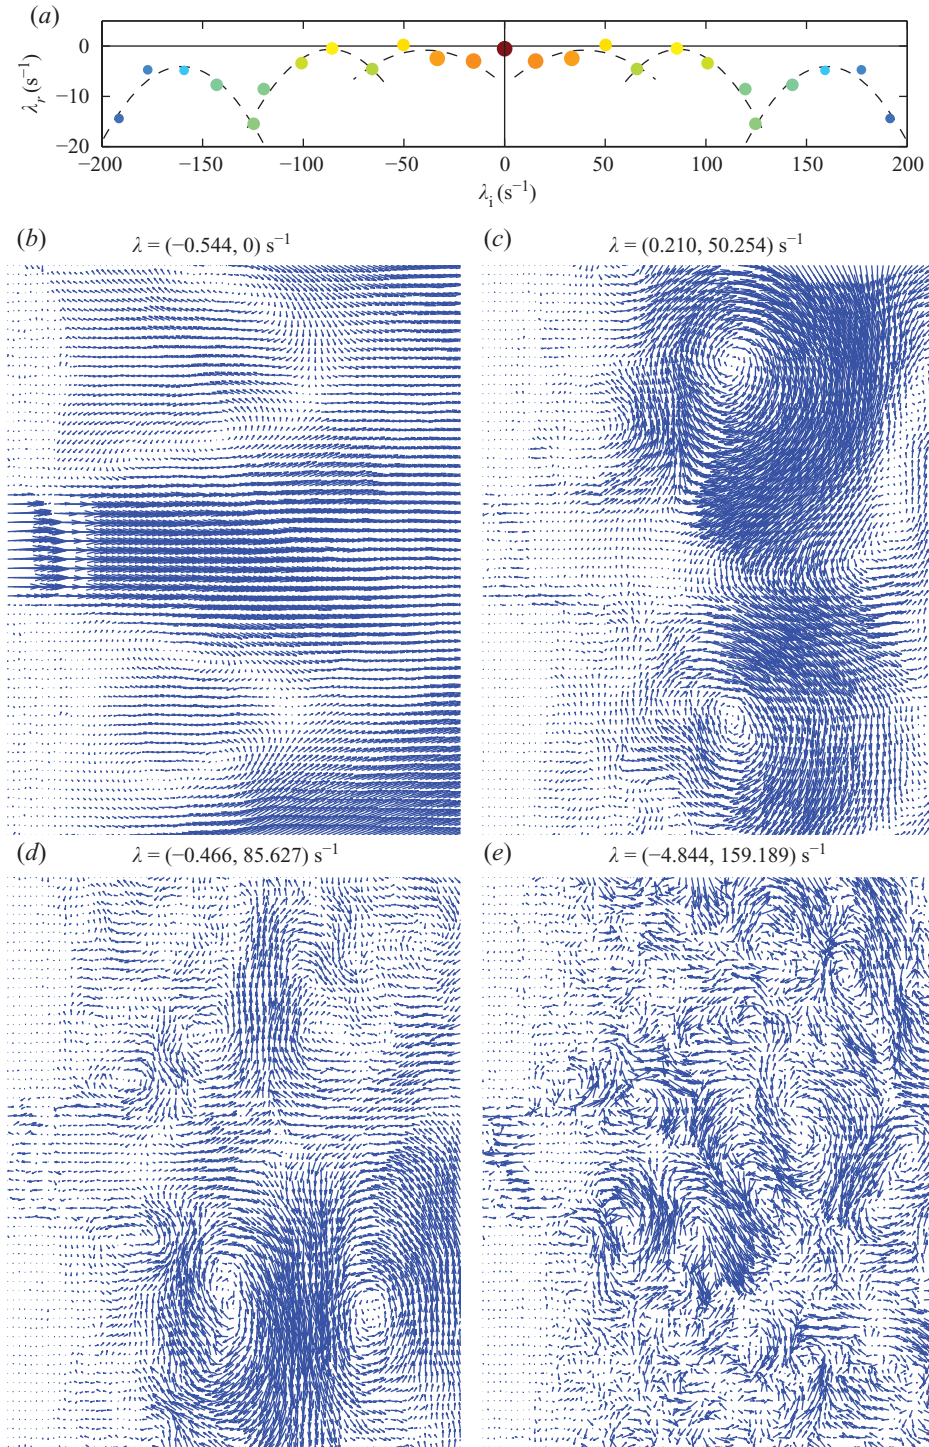 (a)
0
−10
−20
λr (s−1)
−200 −150 −100 −50 0 50 100 150 200
λi (s−1)
(b) λ = (−0.544, 0) s−1
(c) λ = (0.210, 50.254) s−1
(d) λ = (−0.466, 85.627) s−1
(e) λ = (−4.844, 159.189) s−1